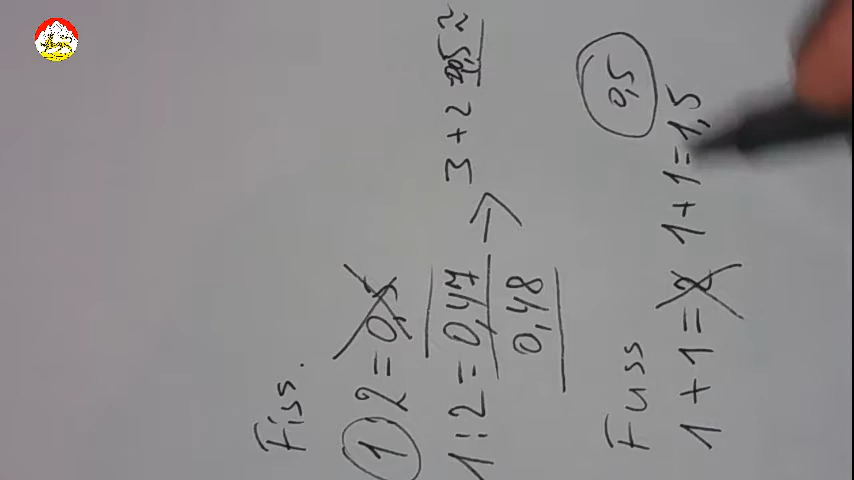 Fiss.
1:2=0,5
1:2=0,47 → 3+2
0,48
Fuss
1+1=2 1+1=1,5
0,5